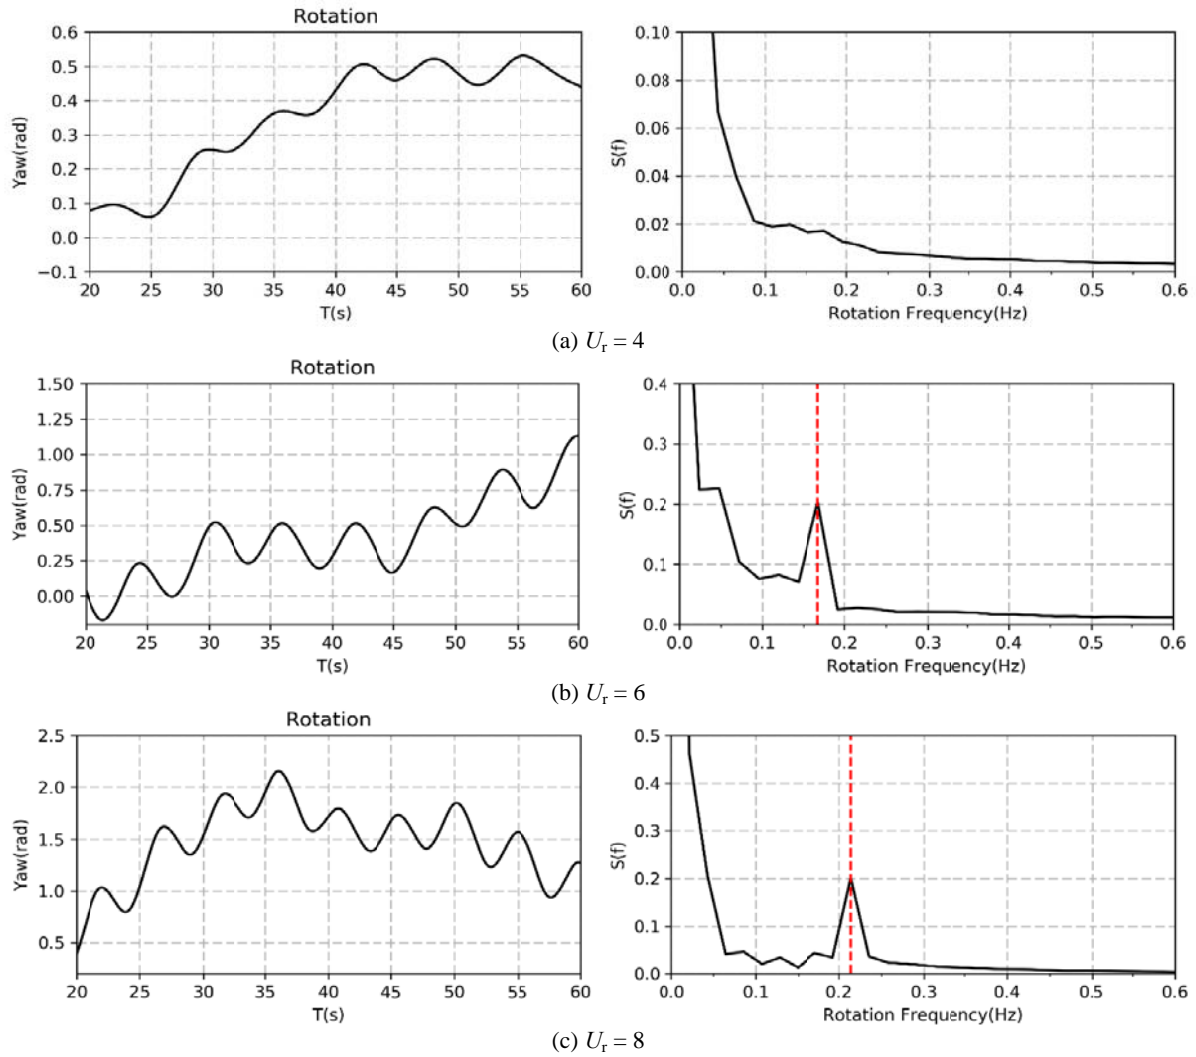 Rotation
0.6
0.5
0.4
0.3
0.2
0.1
0.0
−0.1
Yaw(rad)
20 25 30 35 40 45 50 55 60
T(s)
0.10
0.08
0.06
0.04
0.02
0.00
S(f)
0.0 0.1 0.2 0.3 0.4 0.5 0.6
Rotation Frequency(Hz)
(a) Ur = 4
Rotation
1.50
1.25
1.00
0.75
0.50
0.25
0.00
Yaw(rad)
20 25 30 35 40 45 50 55 60
T(s)
0.4
0.3
0.2
0.1
0.0
S(f)
0.0 0.1 0.2 0.3 0.4 0.5 0.6
Rotation Frequency(Hz)
(b) Ur = 6
Rotation
2.5
2.0
1.5
1.0
0.5
Yaw(rad)
20 25 30 35 40 45 50 55 60
T(s)
0.5
0.4
0.3
0.2
0.1
0.0
S(f)
0.0 0.1 0.2 0.3 0.4 0.5 0.6
Rotation Frequency(Hz)
(c) Ur = 8